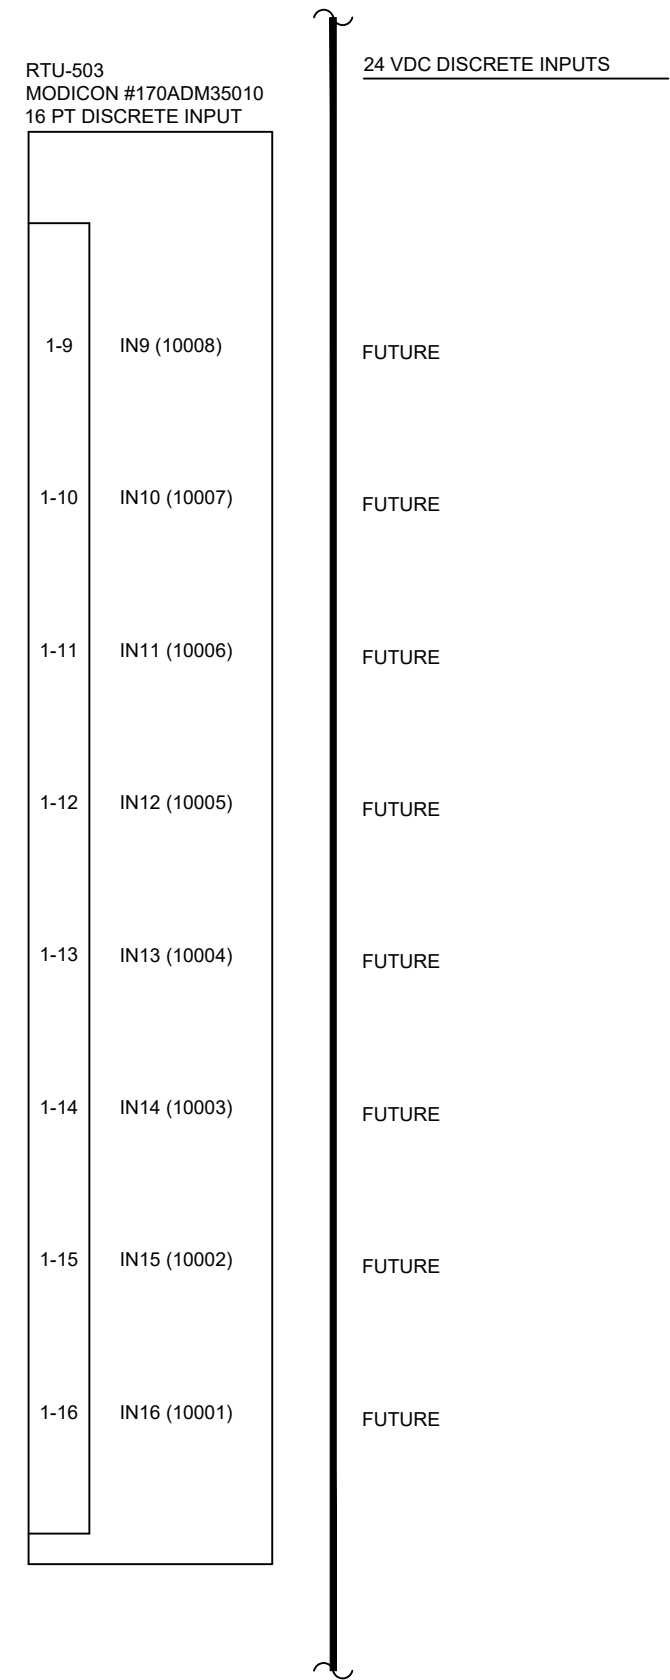 RTU-503
MODICON #170ADM35010
16 PT DISCRETE INPUT
24 VDC DISCRETE INPUTS
1-9 IN9 (10008) FUTURE
1-10 IN10 (10007) FUTURE
1-11 IN11 (10006) FUTURE
1-12 IN12 (10005) FUTURE
1-13 IN13 (10004) FUTURE
1-14 IN14 (10003) FUTURE
1-15 IN15 (10002) FUTURE
1-16 IN16 (10001) FUTURE